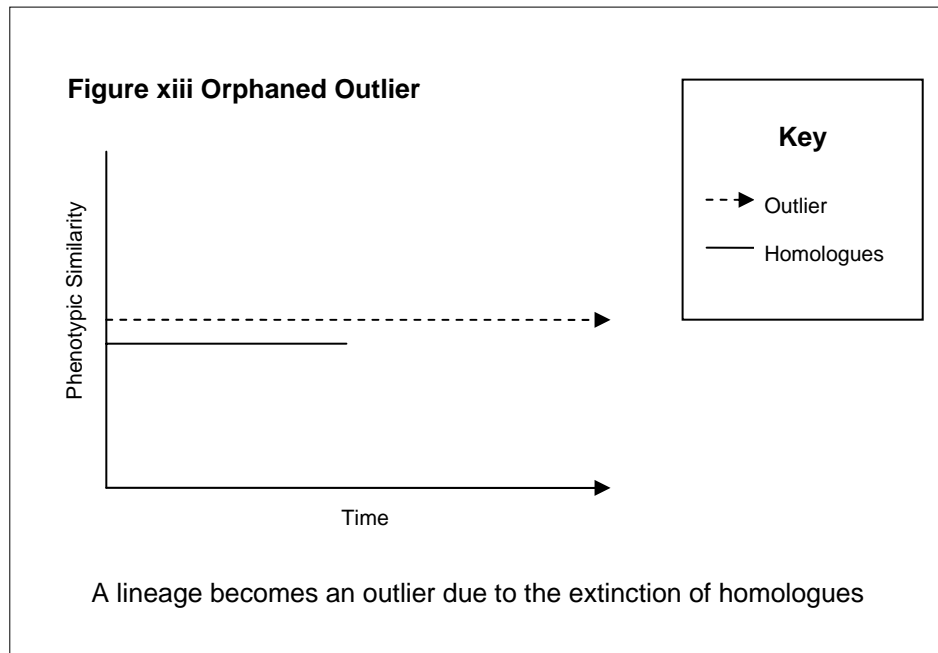 Figure xiii Orphaned Outlier
Key
Outlier
Homologues
Phenotypic Similarity
Time
A lineage becomes an outlier due to the extinction of homologues